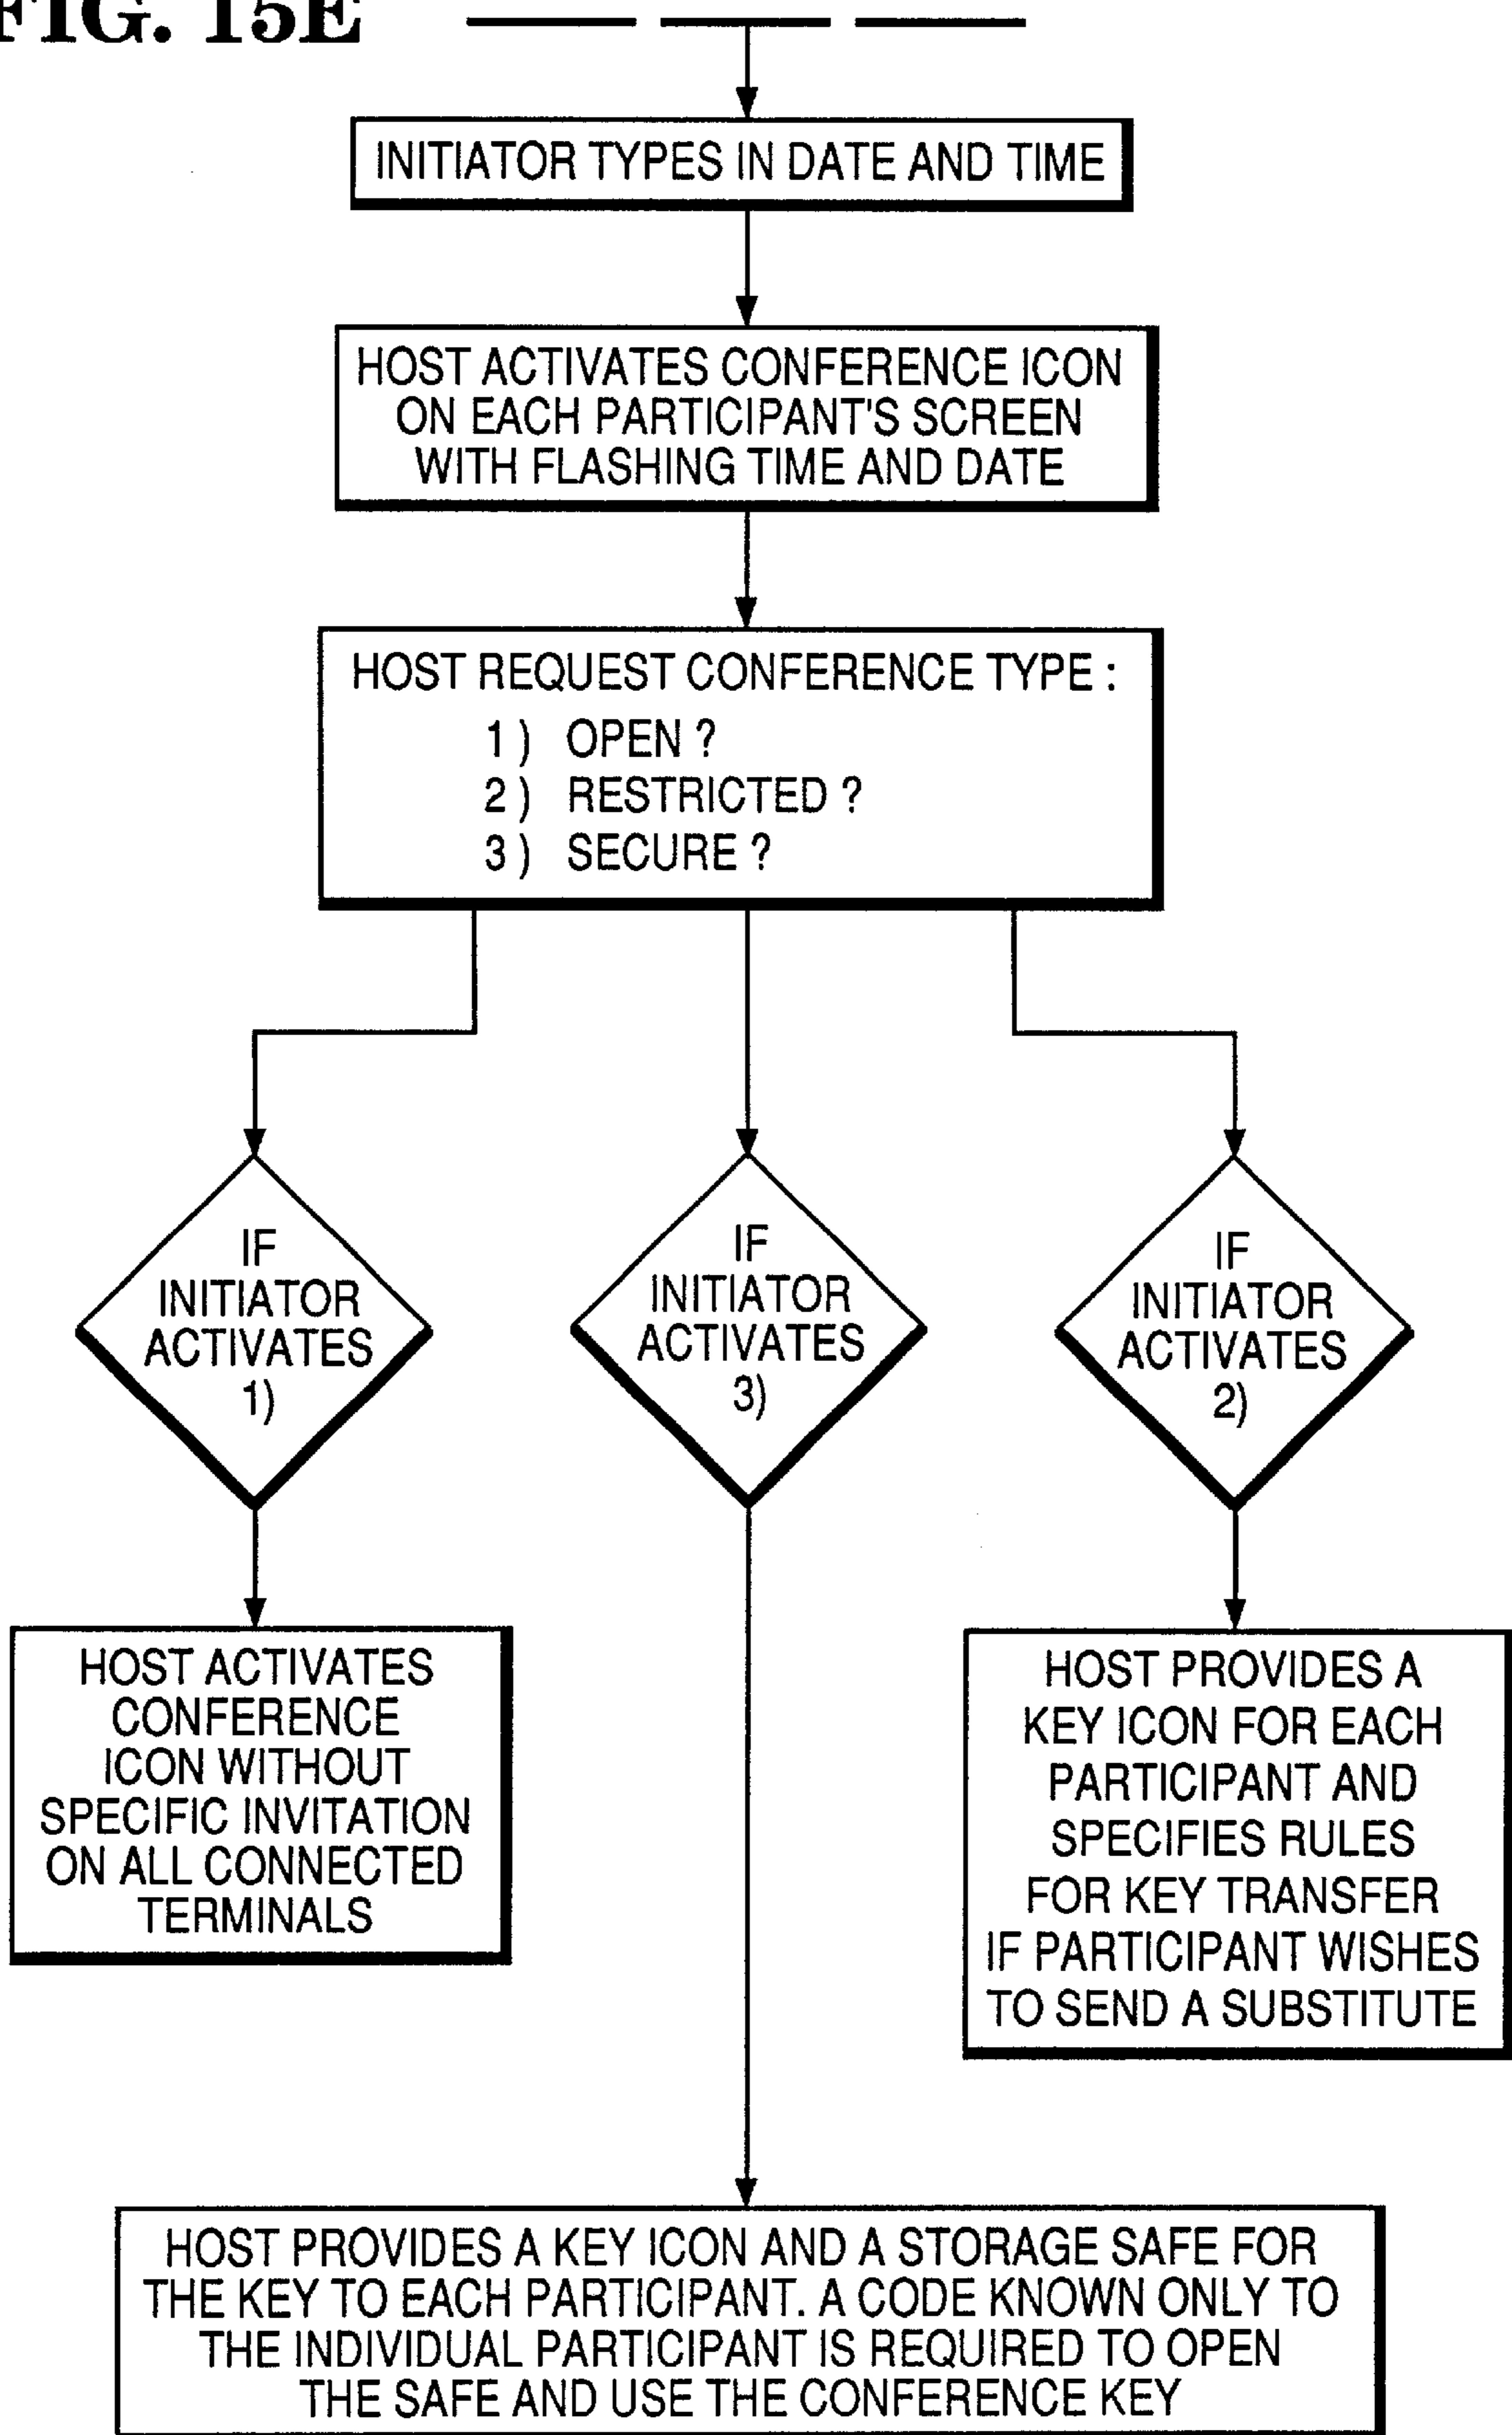 FIG. 15E
INITIATOR TYPES IN DATE AND TIME
HOST ACTIVATES CONFERENCE ICON
ON EACH PARTICIPANT'S SCREEN
WITH FLASHING TIME AND DATE
HOST REQUEST CONFERENCE TYPE :
1 ) OPEN ?
2 ) RESTRICTED ?
3 ) SECURE ?
IF
INITIATOR
ACTIVATES
1)
IF
INITIATOR
ACTIVATES
3)
IF
INITIATOR
ACTIVATES
2)
HOST ACTIVATES
CONFERENCE
ICON WITHOUT
SPECIFIC INVITATION
ON ALL CONNECTED
TERMINALS
HOST PROVIDES A
KEY ICON FOR EACH
PARTICIPANT AND
SPECIFIES RULES
FOR KEY TRANSFER
IF PARTICIPANT WISHES
TO SEND A SUBSTITUTE
HOST PROVIDES A KEY ICON AND A STORAGE SAFE FOR
THE KEY TO EACH PARTICIPANT. A CODE KNOWN ONLY TO
THE INDIVIDUAL PARTICIPANT IS REQUIRED TO OPEN
THE SAFE AND USE THE CONFERENCE KEY